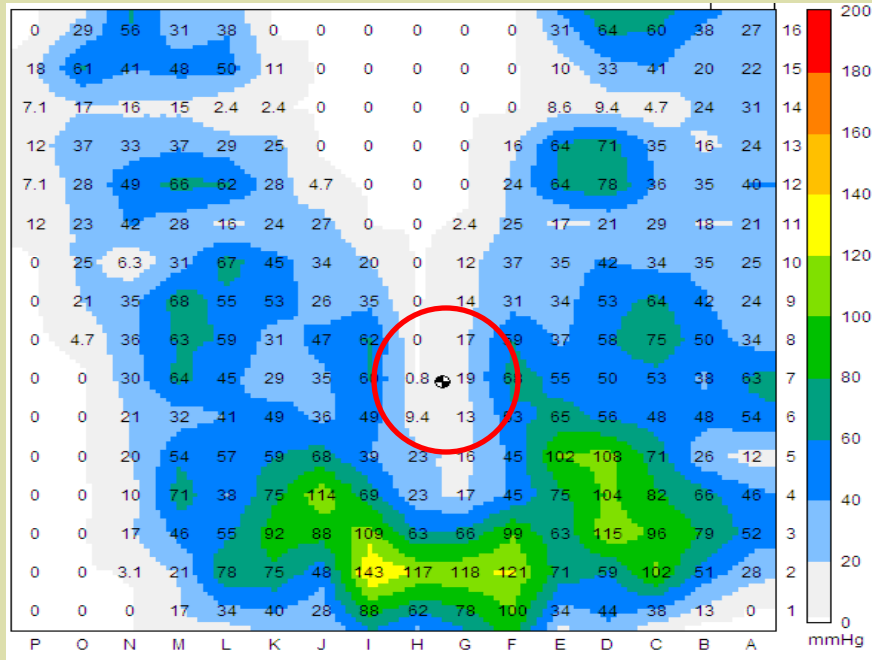 0 29 56 31 38 0 0 0 0 0 0 31 64 60 38 27 16
18 61 41 48 50 11 0 0 0 0 0 10 33 41 20 22 15
7.1 17 16 15 2.4 2.4 0 0 0 0 0 8.6 9.4 4.7 24 31 14
12 37 33 37 29 25 0 0 0 0 16 64 71 35 16 24 13
7.1 28 49 66 62 28 4.7 0 0 0 24 64 78 36 35 40 12
12 23 42 28 16 24 27 0 0 2.4 25 17 21 29 18 21 11
0 25 6.3 31 67 45 34 20 0 12 37 35 42 34 35 25 10
0 21 35 68 55 53 26 35 0 14 31 34 53 64 42 24 9
0 4.7 36 63 59 31 47 62 0 17 59 37 58 75 50 34 8
0 0 30 64 45 29 35 0.8 19 68 55 50 53 38 63 7
0 0 21 32 41 49 36 49 9.4 13 53 65 56 48 48 54 6
0 0 20 54 57 59 68 39 23 16 45 102 108 71 26 12 5
0 0 10 71 38 75 114 69 23 17 45 75 104 82 66 46 4
0 0 17 46 55 92 88 109 63 66 99 63 115 96 79 52 3
0 0 3.1 21 78 75 48 143 117 118 121 71 59 102 51 28 2
0 0 0 17 34 40 28 88 62 78 100 34 44 38 13 0 1
P O N M L K J I H G F E D C B A
200
180
160
140
120
100
80
60
40
20
0
mmHg